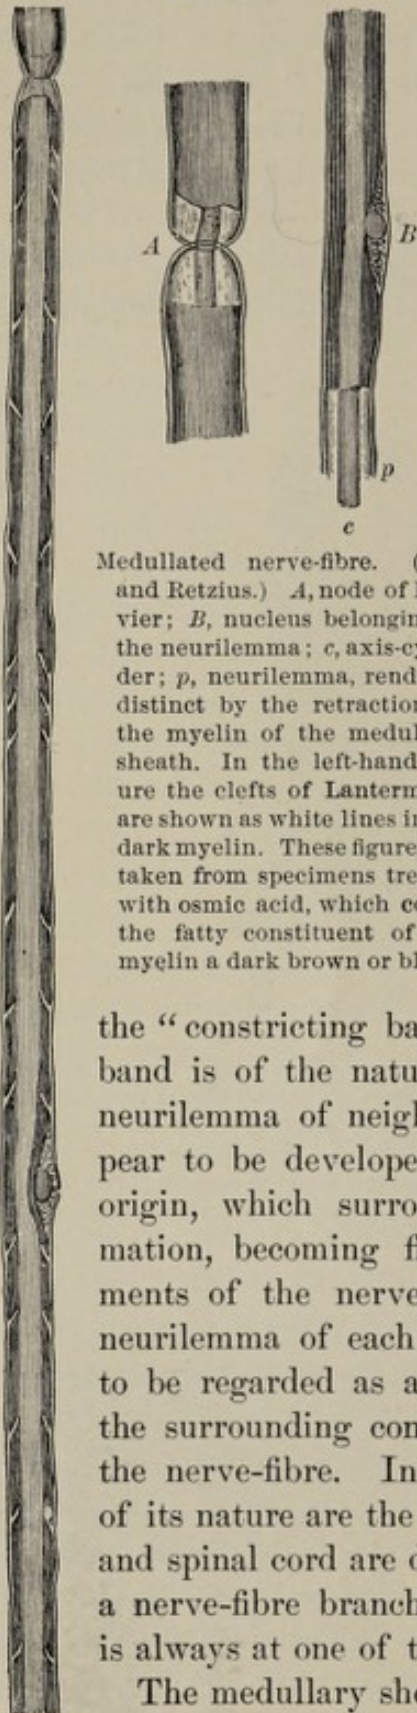 A
B
p
c
Medullated nerve-fibre. (
and Retzius.) A, node of
vier; B, nucleus belongin
the neurilemma; c, axis-cy
der; p, neurilemma, rend
distinct by the retraction
the myelin of the medul
sheath. In the left-hand
ure the clefts of Lanterm
are shown as white lines in
dark myelin. These figure
taken from specimens tre
with osmic acid, which c
the fatty constituent of
myelin a dark brown or bl
the “constricting ba
band is of the natu
neurilemma of neigh
pear to be develope
origin, which surro
mation, becoming fi
ments of the nerve
neurilemma of each
to be regarded as a
the surrounding con
the nerve-fibre. In
of its nature are the
and spinal cord are
a nerve-fibre branch
is always at one of t
The medullary she